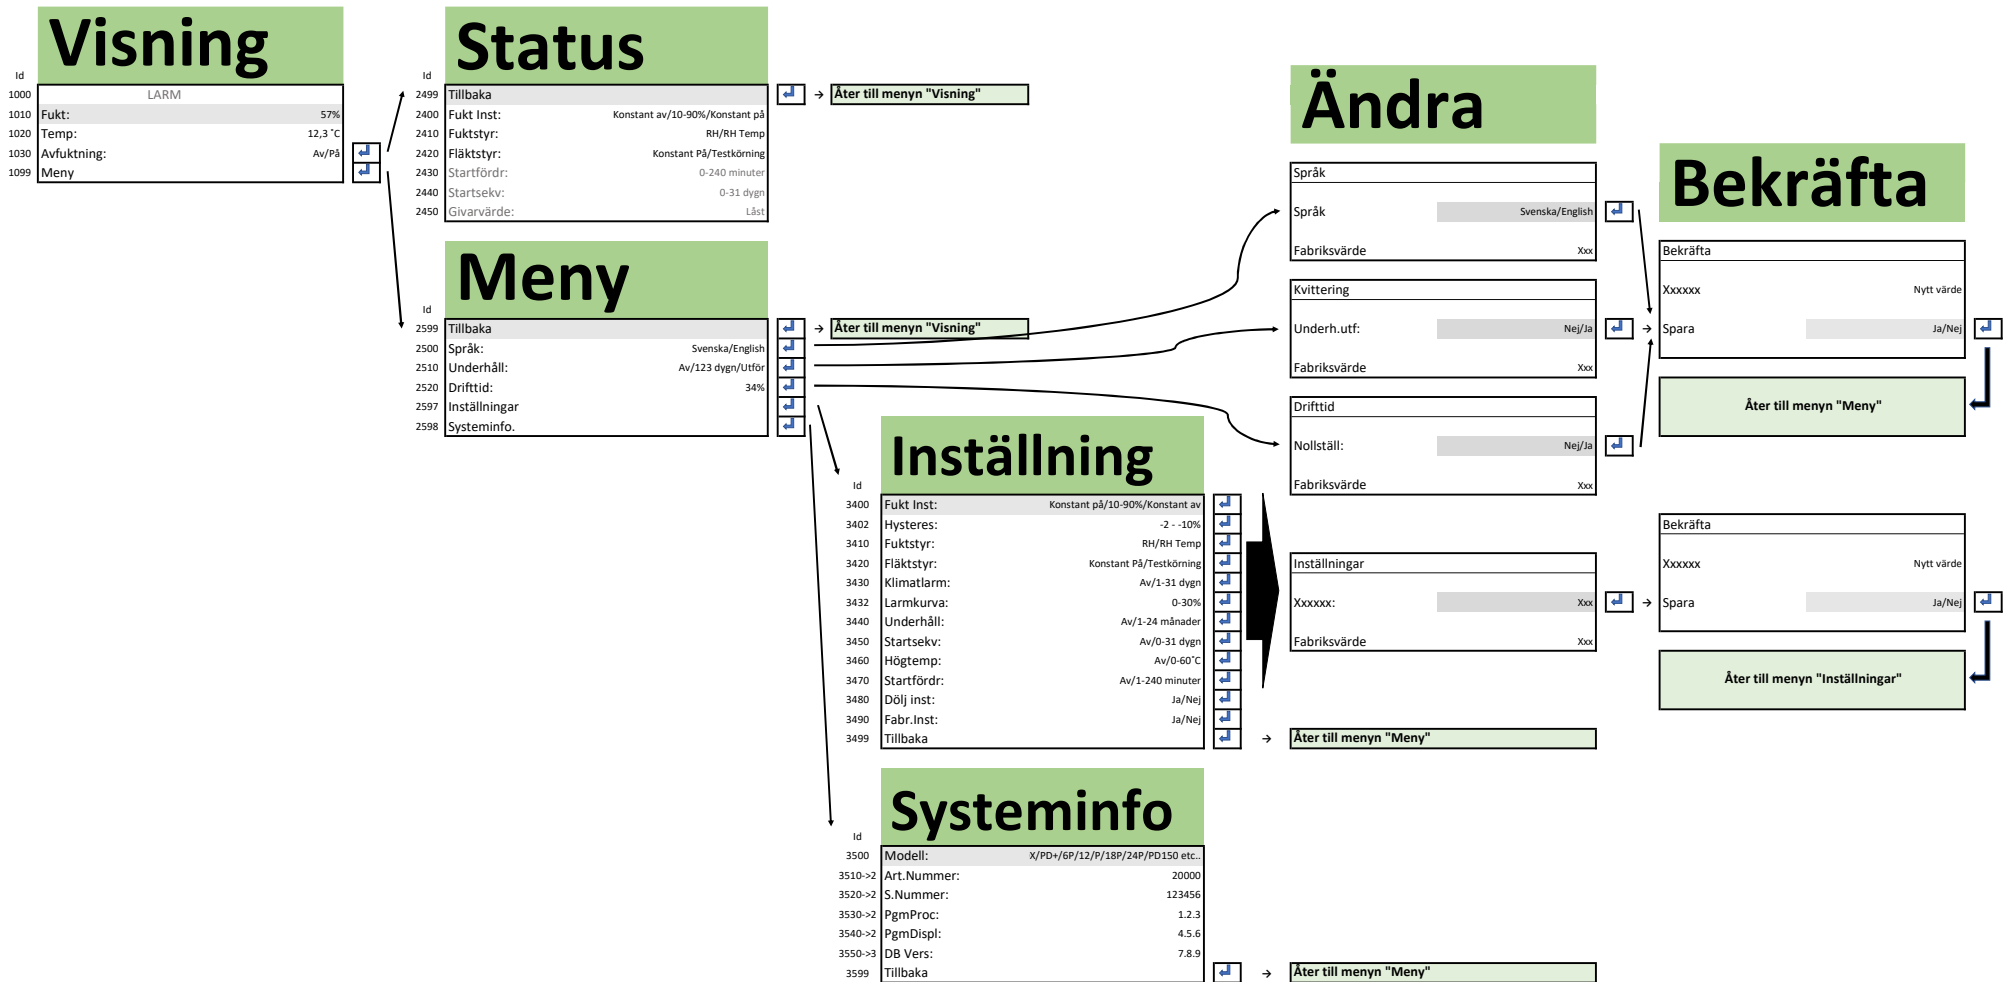 Visning
Id
1000 LARM
1010 Fukt: 57%
1020 Temp: 12,3 ˚C
1030 Avfuktning: Av/På
1099 Meny
Status
Id
2499 Tillbaka → Åter till menyn "Visning"
2400 Fukt Inst: Konstant av/10-90%/Konstant på
2410 Fuktstyr: RH/RH Temp
2420 Fläktstyr: Konstant På/Testkörning
2430 Startfördr: 0-240 minuter
2440 Startsekv: 0-31 dygn
2450 Givarvärde: Låst
Meny
Id
2599 Tillbaka → Åter till menyn "Visning"
2500 Språk: Svenska/English
2510 Underhåll: Av/123 dygn/Utför
2520 Drifttid: 34%
2597 Inställningar
2598 Systeminfo.
Inställning
Id
3400 Fukt Inst: Konstant på/10-90%/Konstant av
3402 Hysteres: -2 - -10%
3410 Fuktstyr: RH/RH Temp
3420 Fläktstyr: Konstant På/Testkörning
3430 Klimatlarm: Av/1-31 dygn
3432 Larmkurva: 0-30%
3440 Underhåll: Av/1-24 månader
3450 Startsekv: Av/0-31 dygn
3460 Högtemp: Av/0-60˚C
3470 Startfördr: Av/1-240 minuter
3480 Dölj inst: Ja/Nej
3490 Fabr.Inst: Ja/Nej
3499 Tillbaka → Åter till menyn "Meny"
Systeminfo
Id
3500 Modell: X/PD+/6P/12/P/18P/24P/PD150 etc..
3510->2 Art.Nummer: 20000
3520->2 S.Nummer: 123456
3530->2 PgmProc: 1.2.3
3540->2 PgmDispl: 4.5.6
3550->3 DB Vers: 7.8.9
3599 Tillbaka → Åter till menyn "Meny"
Ändra
Språk
Språk Svenska/English
Fabriksvärde Xxx
Kvittering
Underh.utf: Nej/Ja →
Fabriksvärde Xxx
Drifttid
Nollställ: Nej/Ja
Fabriksvärde Xxx
Inställningar
Xxxxxx: Xxx →
Fabriksvärde Xxx
Bekräfta
Bekräfta
Xxxxxx Nytt värde
Spara Ja/Nej
Åter till menyn "Meny"
Bekräfta
Xxxxxx Nytt värde
Spara Ja/Nej
Åter till menyn "Inställningar"